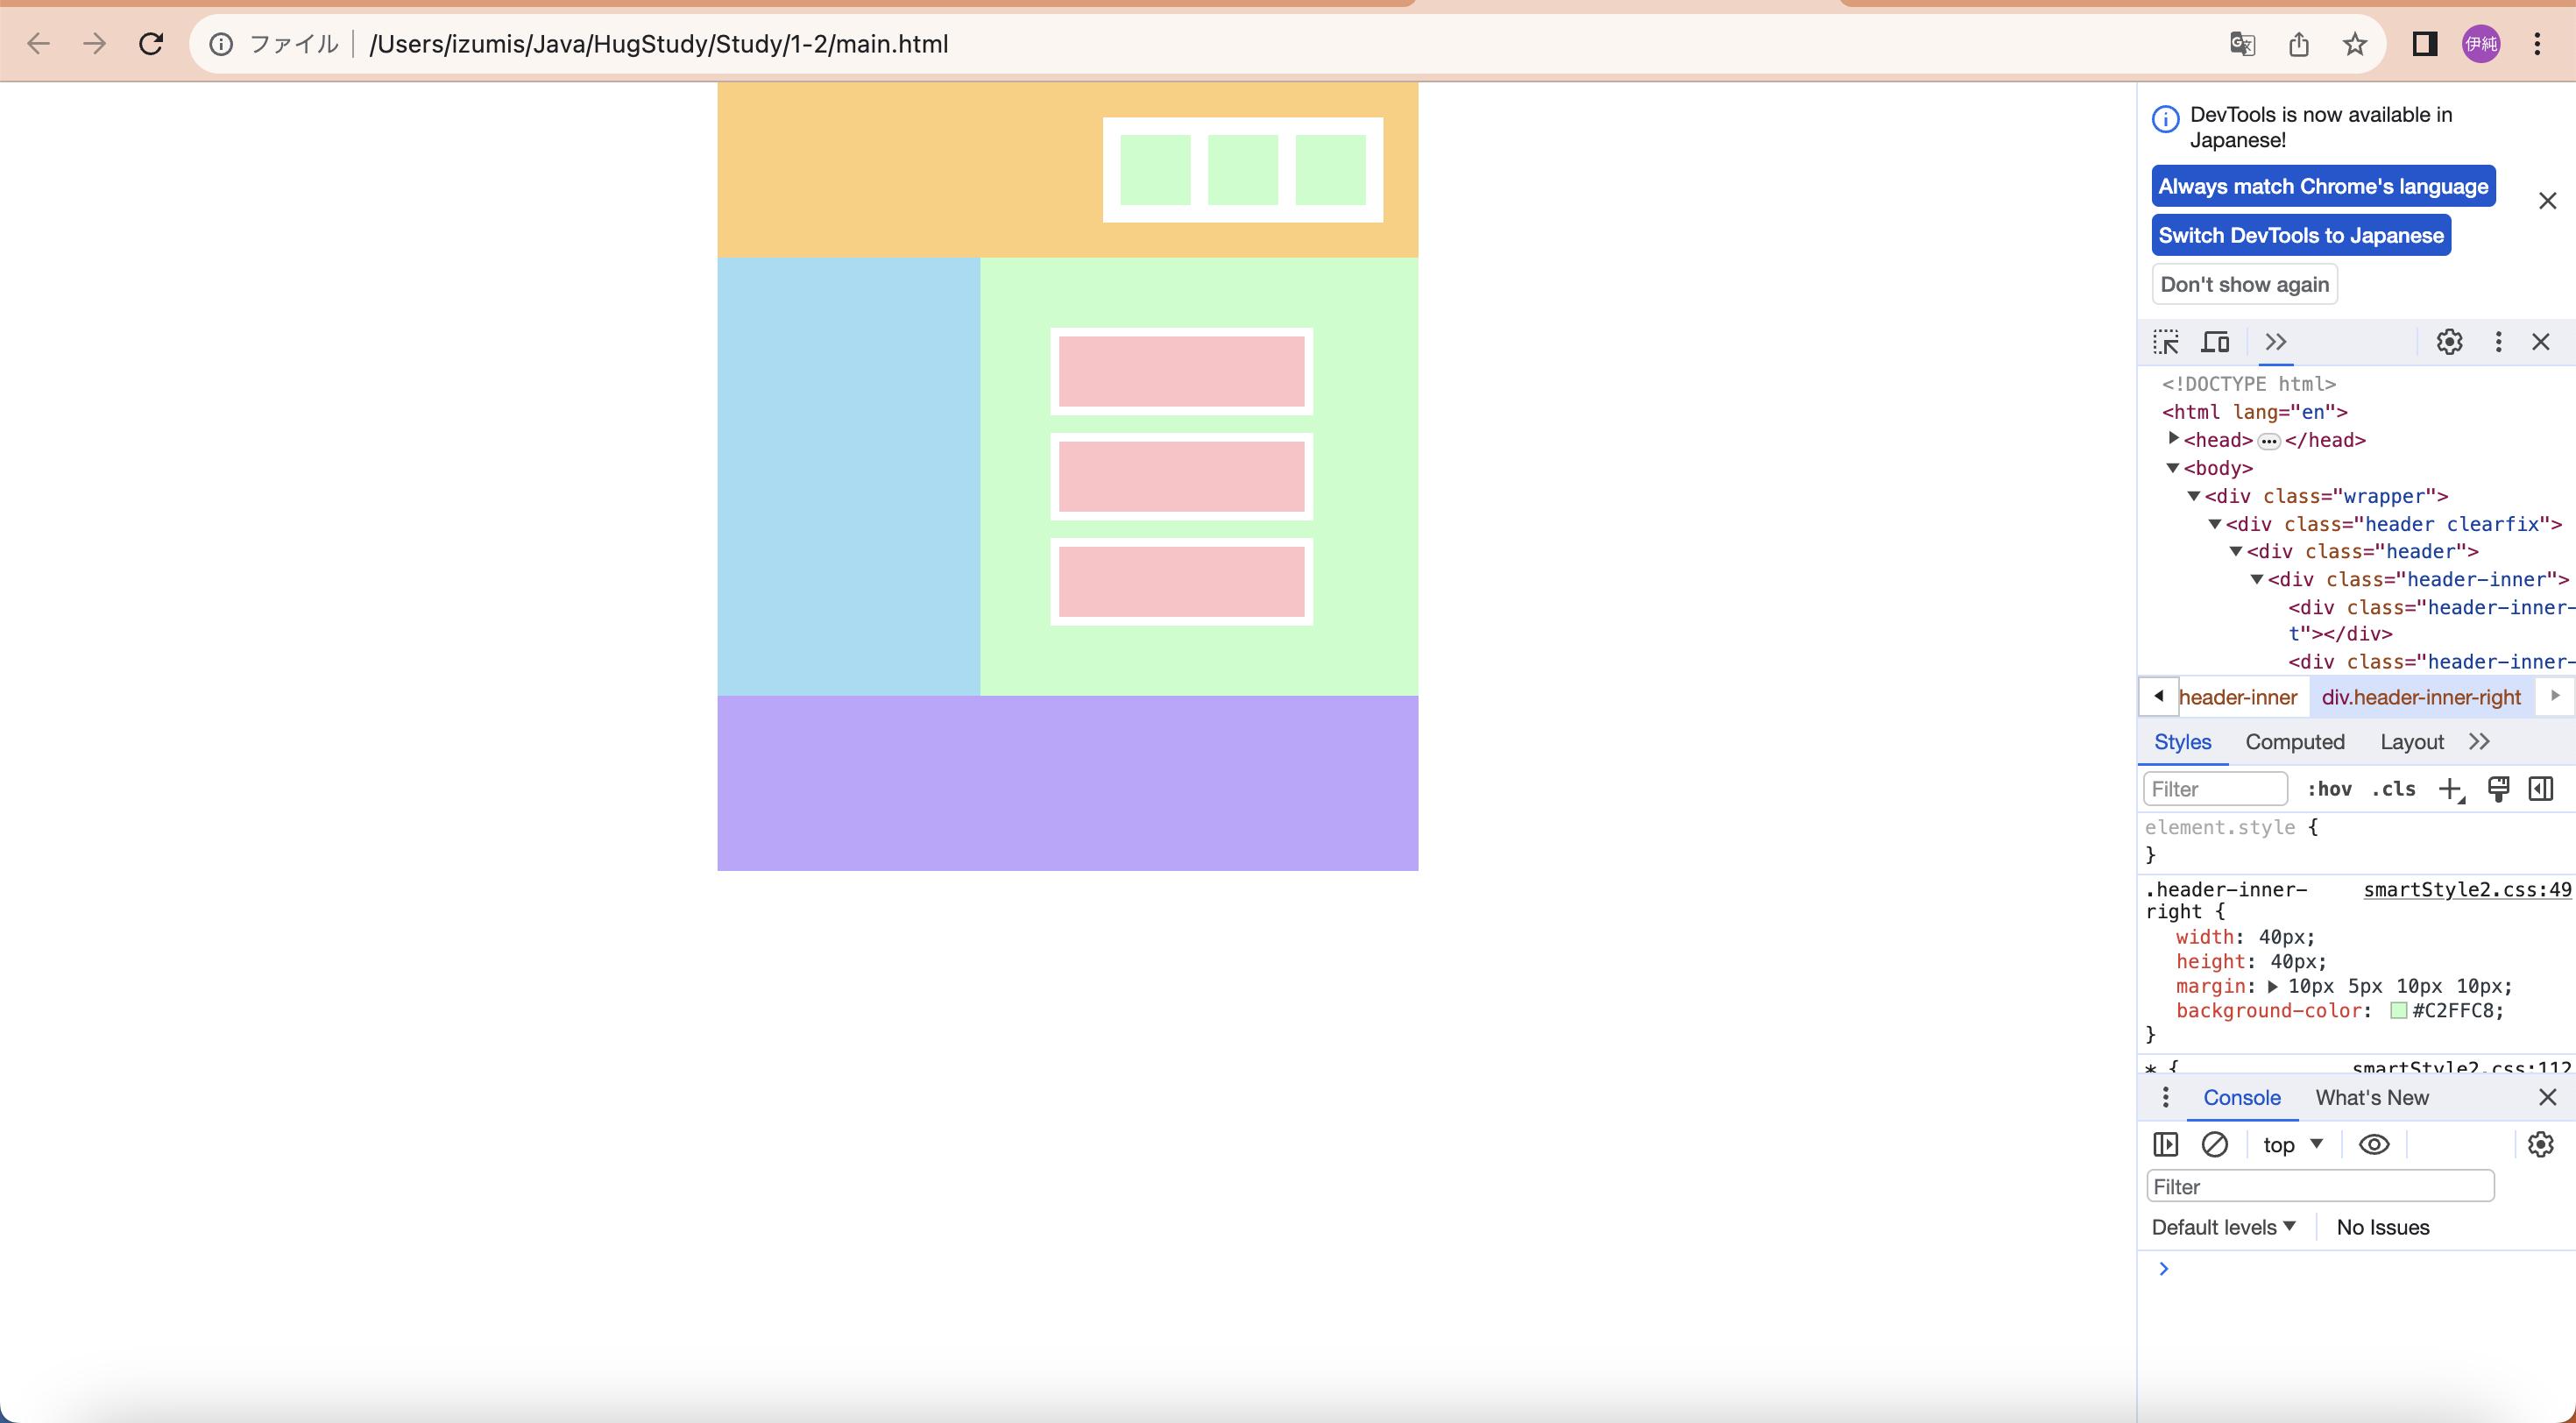 ファイル /Users/izumis/Java/HugStudy/Study/1-2/main.html
伊純
DevTools is now available in
Japanese!
Always match Chrome's language
Switch DevTools to Japanese
Don't show again
<!DOCTYPE html>
<html lang="en">
<head> ••• </head>
<body>
<div class="wrapper">
<div class="header clearfix">
<div class="header">
<div class="header-inner">
<div class="header-inner-
t"></div>
<div class="header-inner-
header-inner div.header-inner-right
Styles Computed Layout
Filter :hov .cls
element.style {
}
.header-inner- smartStyle2.css:49
right {
width: 40px;
height: 40px;
margin: 10px 5px 10px 10px;
background-color: #C2FFC8;
}
* { smartStyle2.css:112
Console What's New
top
Filter
Default levels No Issues